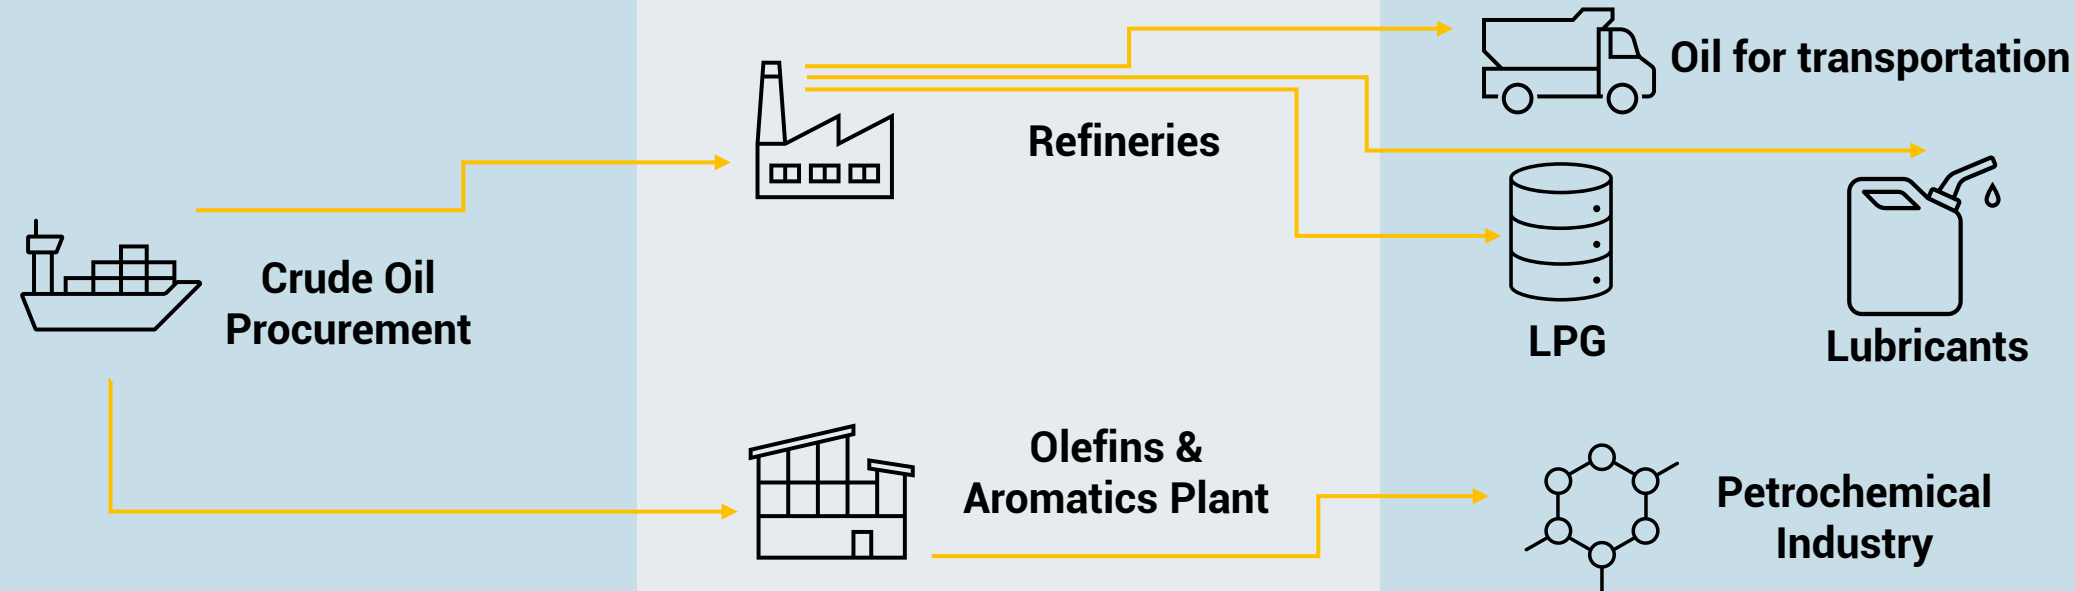 Crude Oil
Procurement
Refineries
Olefins &
Aromatics Plant
Oil for transportation
LPG
Lubricants
Petrochemical
Industry